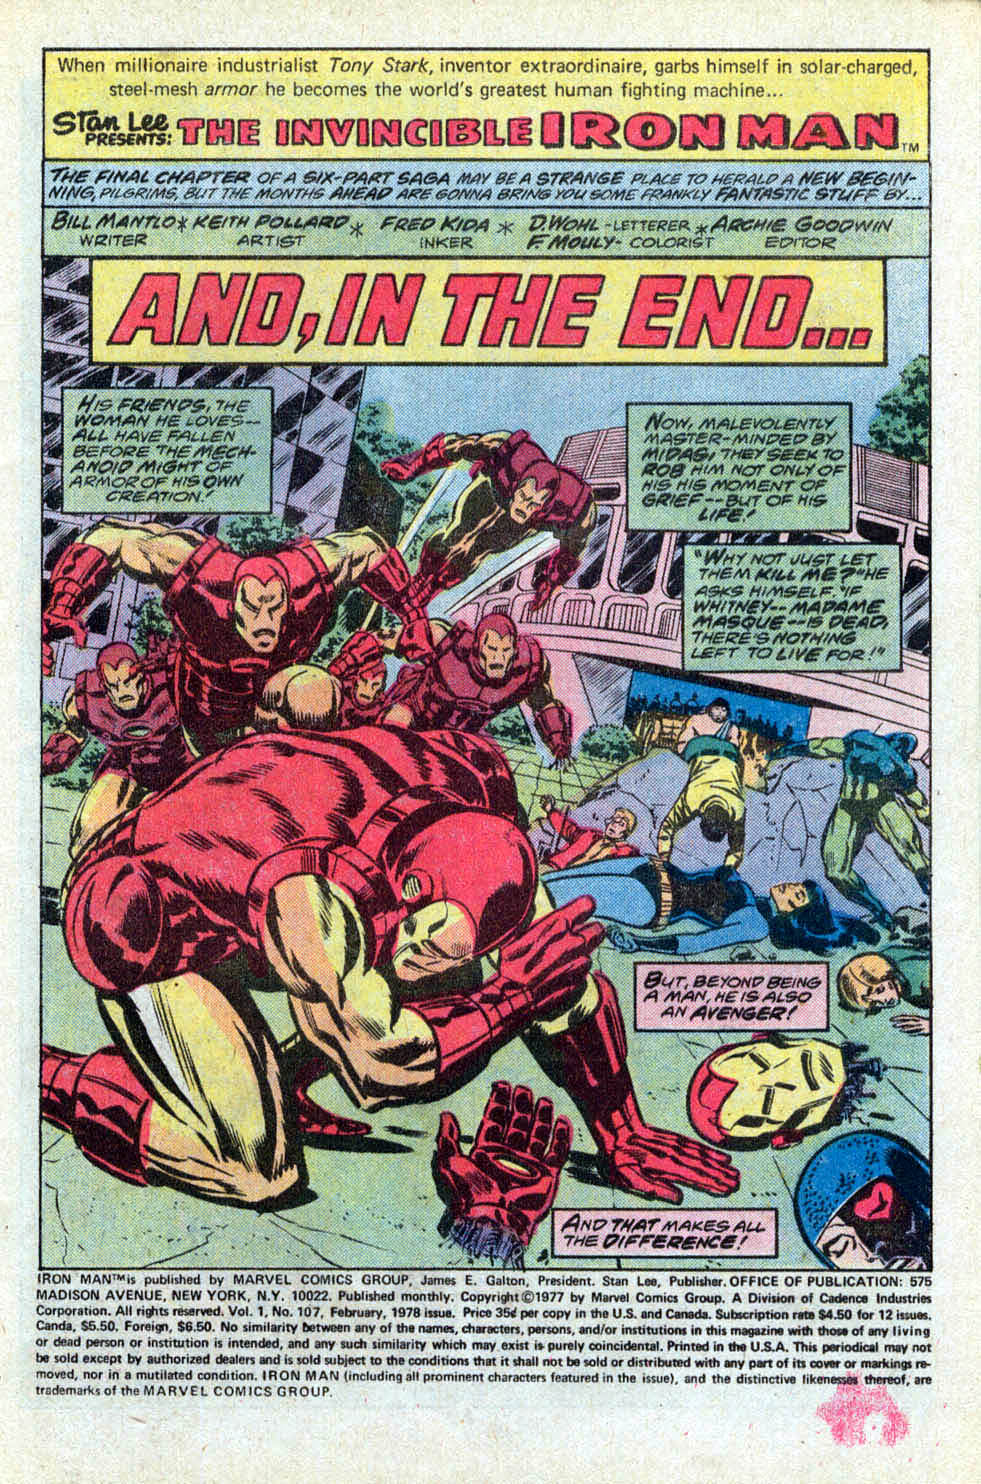 When millionaire industrialist Tony Stark, inventor extraordinaire, garbs himself in solar-charged,
steel-mesh armor he becomes the world's greatest human fighting machine...
STan Lee
PRESENTS: THE INVINCIBLE IRON MAN TM
THE FINAL CHAPTER OF A SIX-PART SAGA MAY BE A STRANGE PLACE TO HERALD A NEW BEGIN-
NING, PILGRIMS, BUT THE MONTHS AHEAD ARE GONNA BRING YOU SOME FRANKLY FANTASTIC STUFF BY...
BILL MANTLO * KEITH POLLARD * FRED KIDA * D. WOHL -LETTERER * ARCHIE GOODWIN
WRITER ARTIST INKER F. MOULY- COLORIST EDITOR
AND, IN THE END...
HIS FRIENDS, THE
WOMAN HE LOVES--
ALL HAVE FALLEN
BEFORE THE MECH-
ANOID MIGHT OF
ARMOR OF HIS OWN
CREATION!
NOW, MALEVOLENTLY
MASTER-MINDED BY
MIDAS, THEY SEEK TO
ROB HIM NOT ONLY OF
HIS HIS MOMENT OF
GRIEF--BUT OF HIS
LIFE!
"WHY NOT JUST LET
THEM KILL ME?" HE
ASKS HIMSELF. "IF
WHITNEY-- MADAME
MASQUE--IS DEAD,
THERE'S NOTHING
LEFT TO LIVE FOR!"
BUT, BEYOND BEING
A MAN, HE IS ALSO
AN AVENGER!
AND THAT MAKES ALL
THE DIFFERENCE!
IRON MAN™ is published by MARVEL COMICS GROUP, James E. Galton, President. Stan Lee, Publisher. OFFICE OF PUBLICATION: 575
MADISON AVENUE, NEW YORK, N.Y. 10022. Published monthly. Copyright ©1977 by Marvel Comics Group. A Division of Cadence Industries
Corporation. All rights reserved. Vol. 1, No. 107, February, 1978 issue. Price 35¢ per copy in the U.S. and Canada. Subscription rate $4.50 for 12 issues.
Canda, $5.50. Foreign, $6.50. No similarity between any of the names, characters, persons, and/or institutions in this magazine with those of any living
or dead person or institution is intended, and any such similarity which may exist is purely coincidental. Printed in the U.S.A. This periodical may not
be sold except by authorized dealers and is sold subject to the conditions that it shall not be sold or distributed with any part of its cover or markings re-
moved, nor in a mutilated condition. IRON MAN (including all prominent characters featured in the issue), and the distinctive likenesses thereof, are
trademarks of the MARVEL COMICS GROUP.